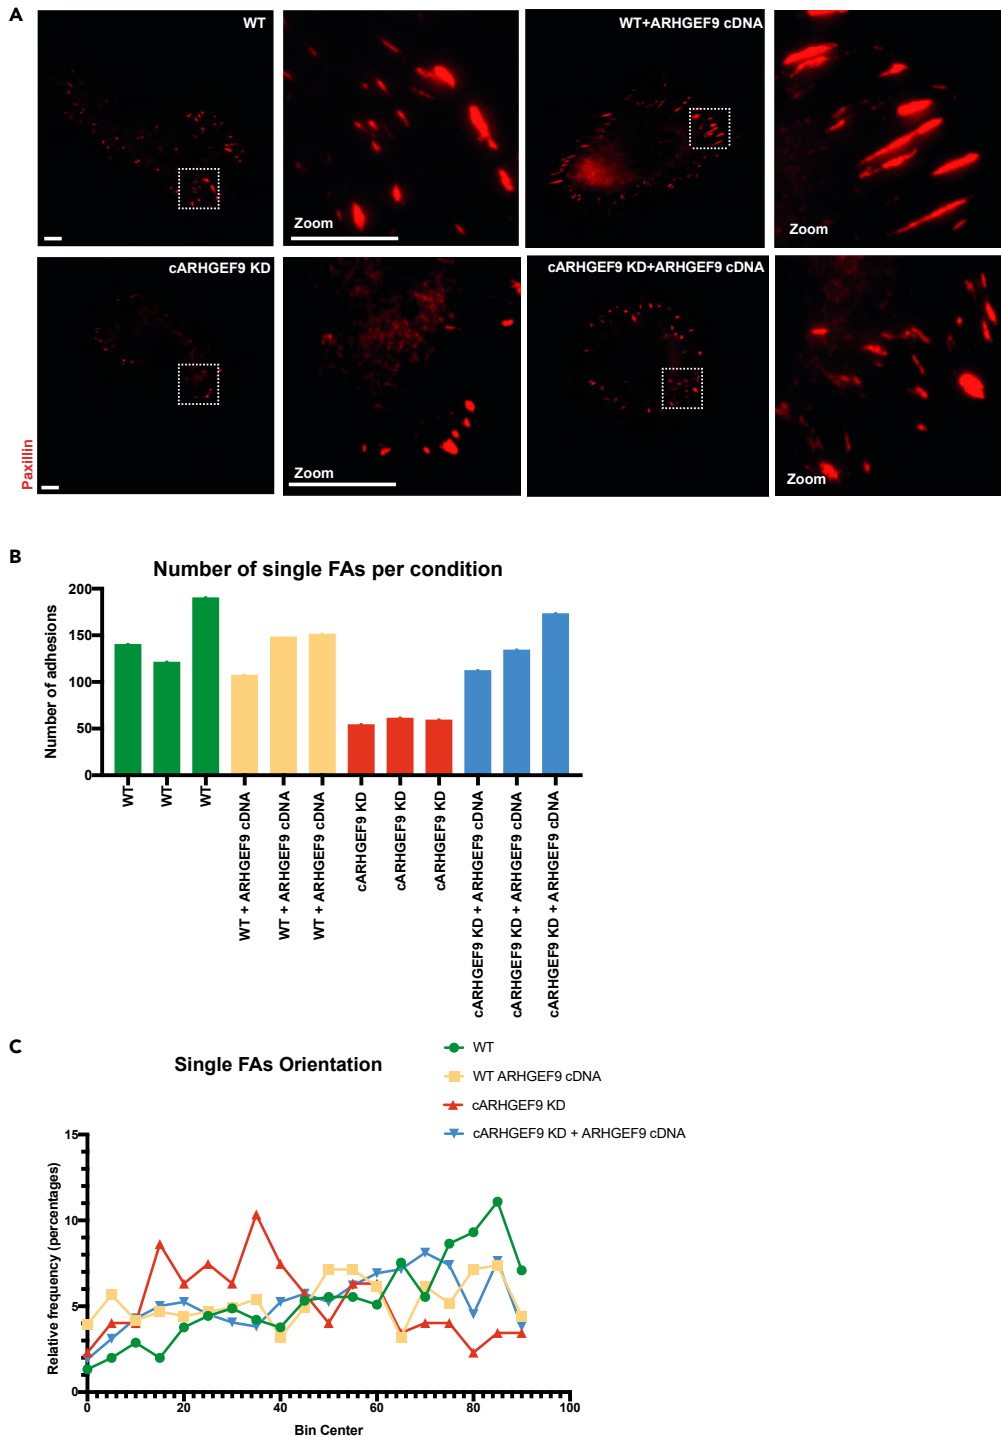 A
WT
WT+ARHGEF9 cDNA
Zoom
Zoom
cARHGEF9 KD
cARHGEF9 KD+ARHGEF9 cDNA
Zoom
Zoom
Paxillin
B
Number of single FAs per condition
Number of adhesions
200
150
100
50
0
WT
WT
WT
WT + ARHGEF9 cDNA
WT + ARHGEF9 cDNA
WT + ARHGEF9 cDNA
cARHGEF9 KD
cARHGEF9 KD
cARHGEF9 KD
cARHGEF9 KD + ARHGEF9 cDNA
cARHGEF9 KD + ARHGEF9 cDNA
cARHGEF9 KD + ARHGEF9 cDNA
C
Single FAs Orientation
WT
WT ARHGEF9 cDNA
cARHGEF9 KD
cARHGEF9 KD + ARHGEF9 cDNA
Relative frequency (percentages)
15
10
5
0
0
20
40
60
80
100
Bin Center